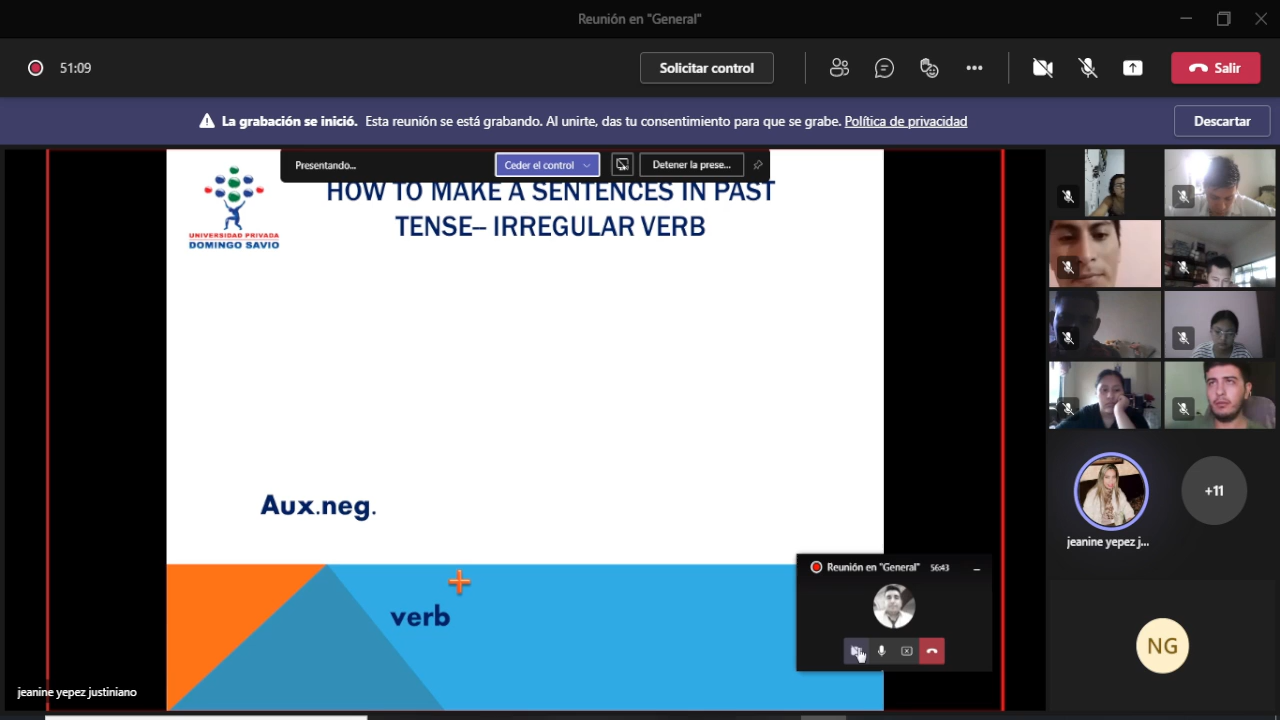 Reunión en "General"
51:09
Solicitar control
Salir
La grabación se inició. Esta reunión se está grabando. Al unirte, das tu consentimiento para que se grabe. Política de privacidad
Descartar
Presentando...
Ceder el control
Detener la prese...
HOW TO MAKE A SENTENCES IN PAST
TENSE– IRREGULAR VERB
UNIVERSIDAD PRIVADA
DOMINGO SAVIO
Aux.neg.
verb
Reunión en "General" 56:43
jeanine yepez j...
+11
NG
jeanine yepez justiniano